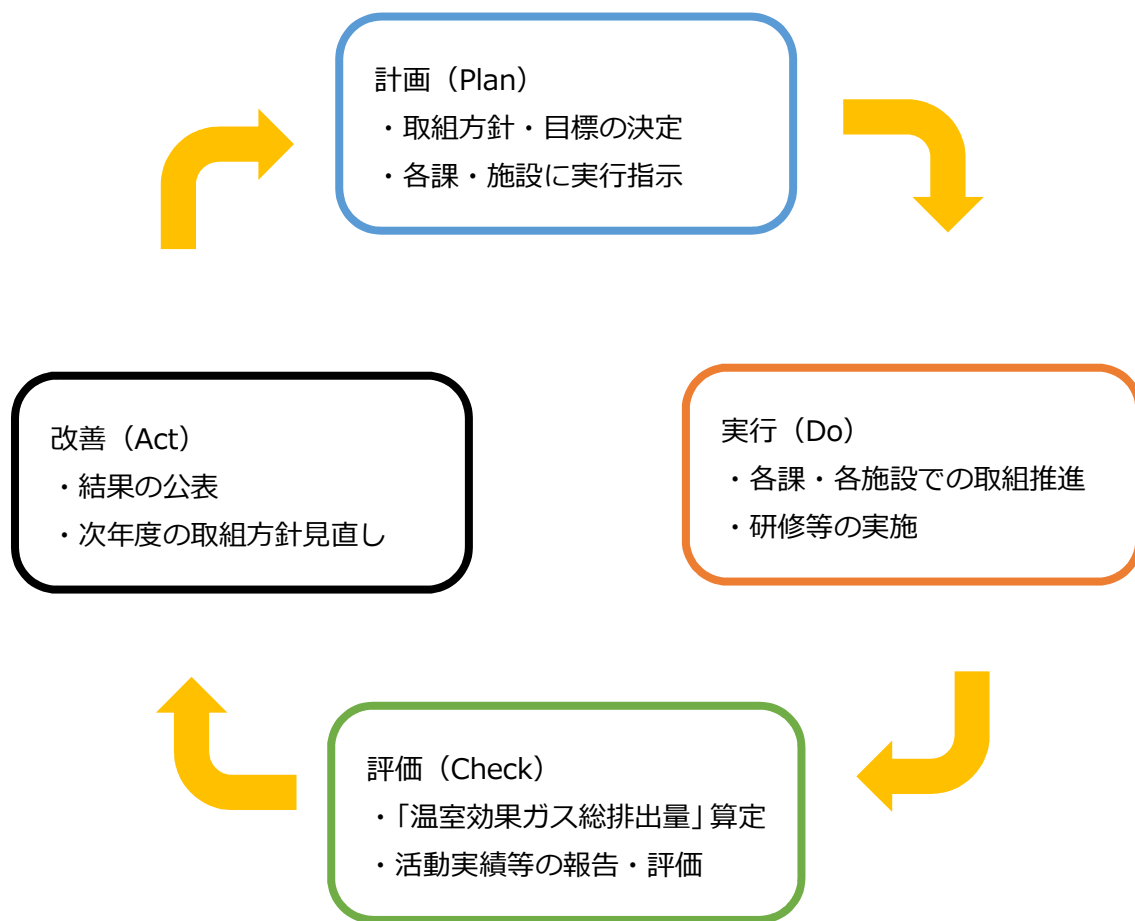 計画（Plan）
・取組方針・目標の決定
・各課・施設に実行指示
改善（Act）
・結果の公表
・次年度の取組方針見直し
実行（Do）
・各課・各施設での取組推進
・研修等の実施
評価（Check）
・「温室効果ガス総排出量」算定
・活動実績等の報告・評価